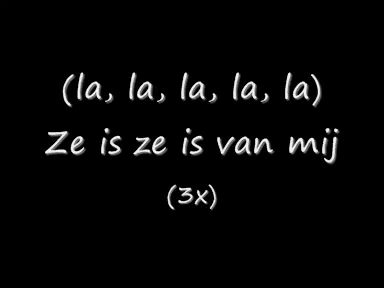 (la, la, la, la, la)
Ze is ze is van mij
(3x)